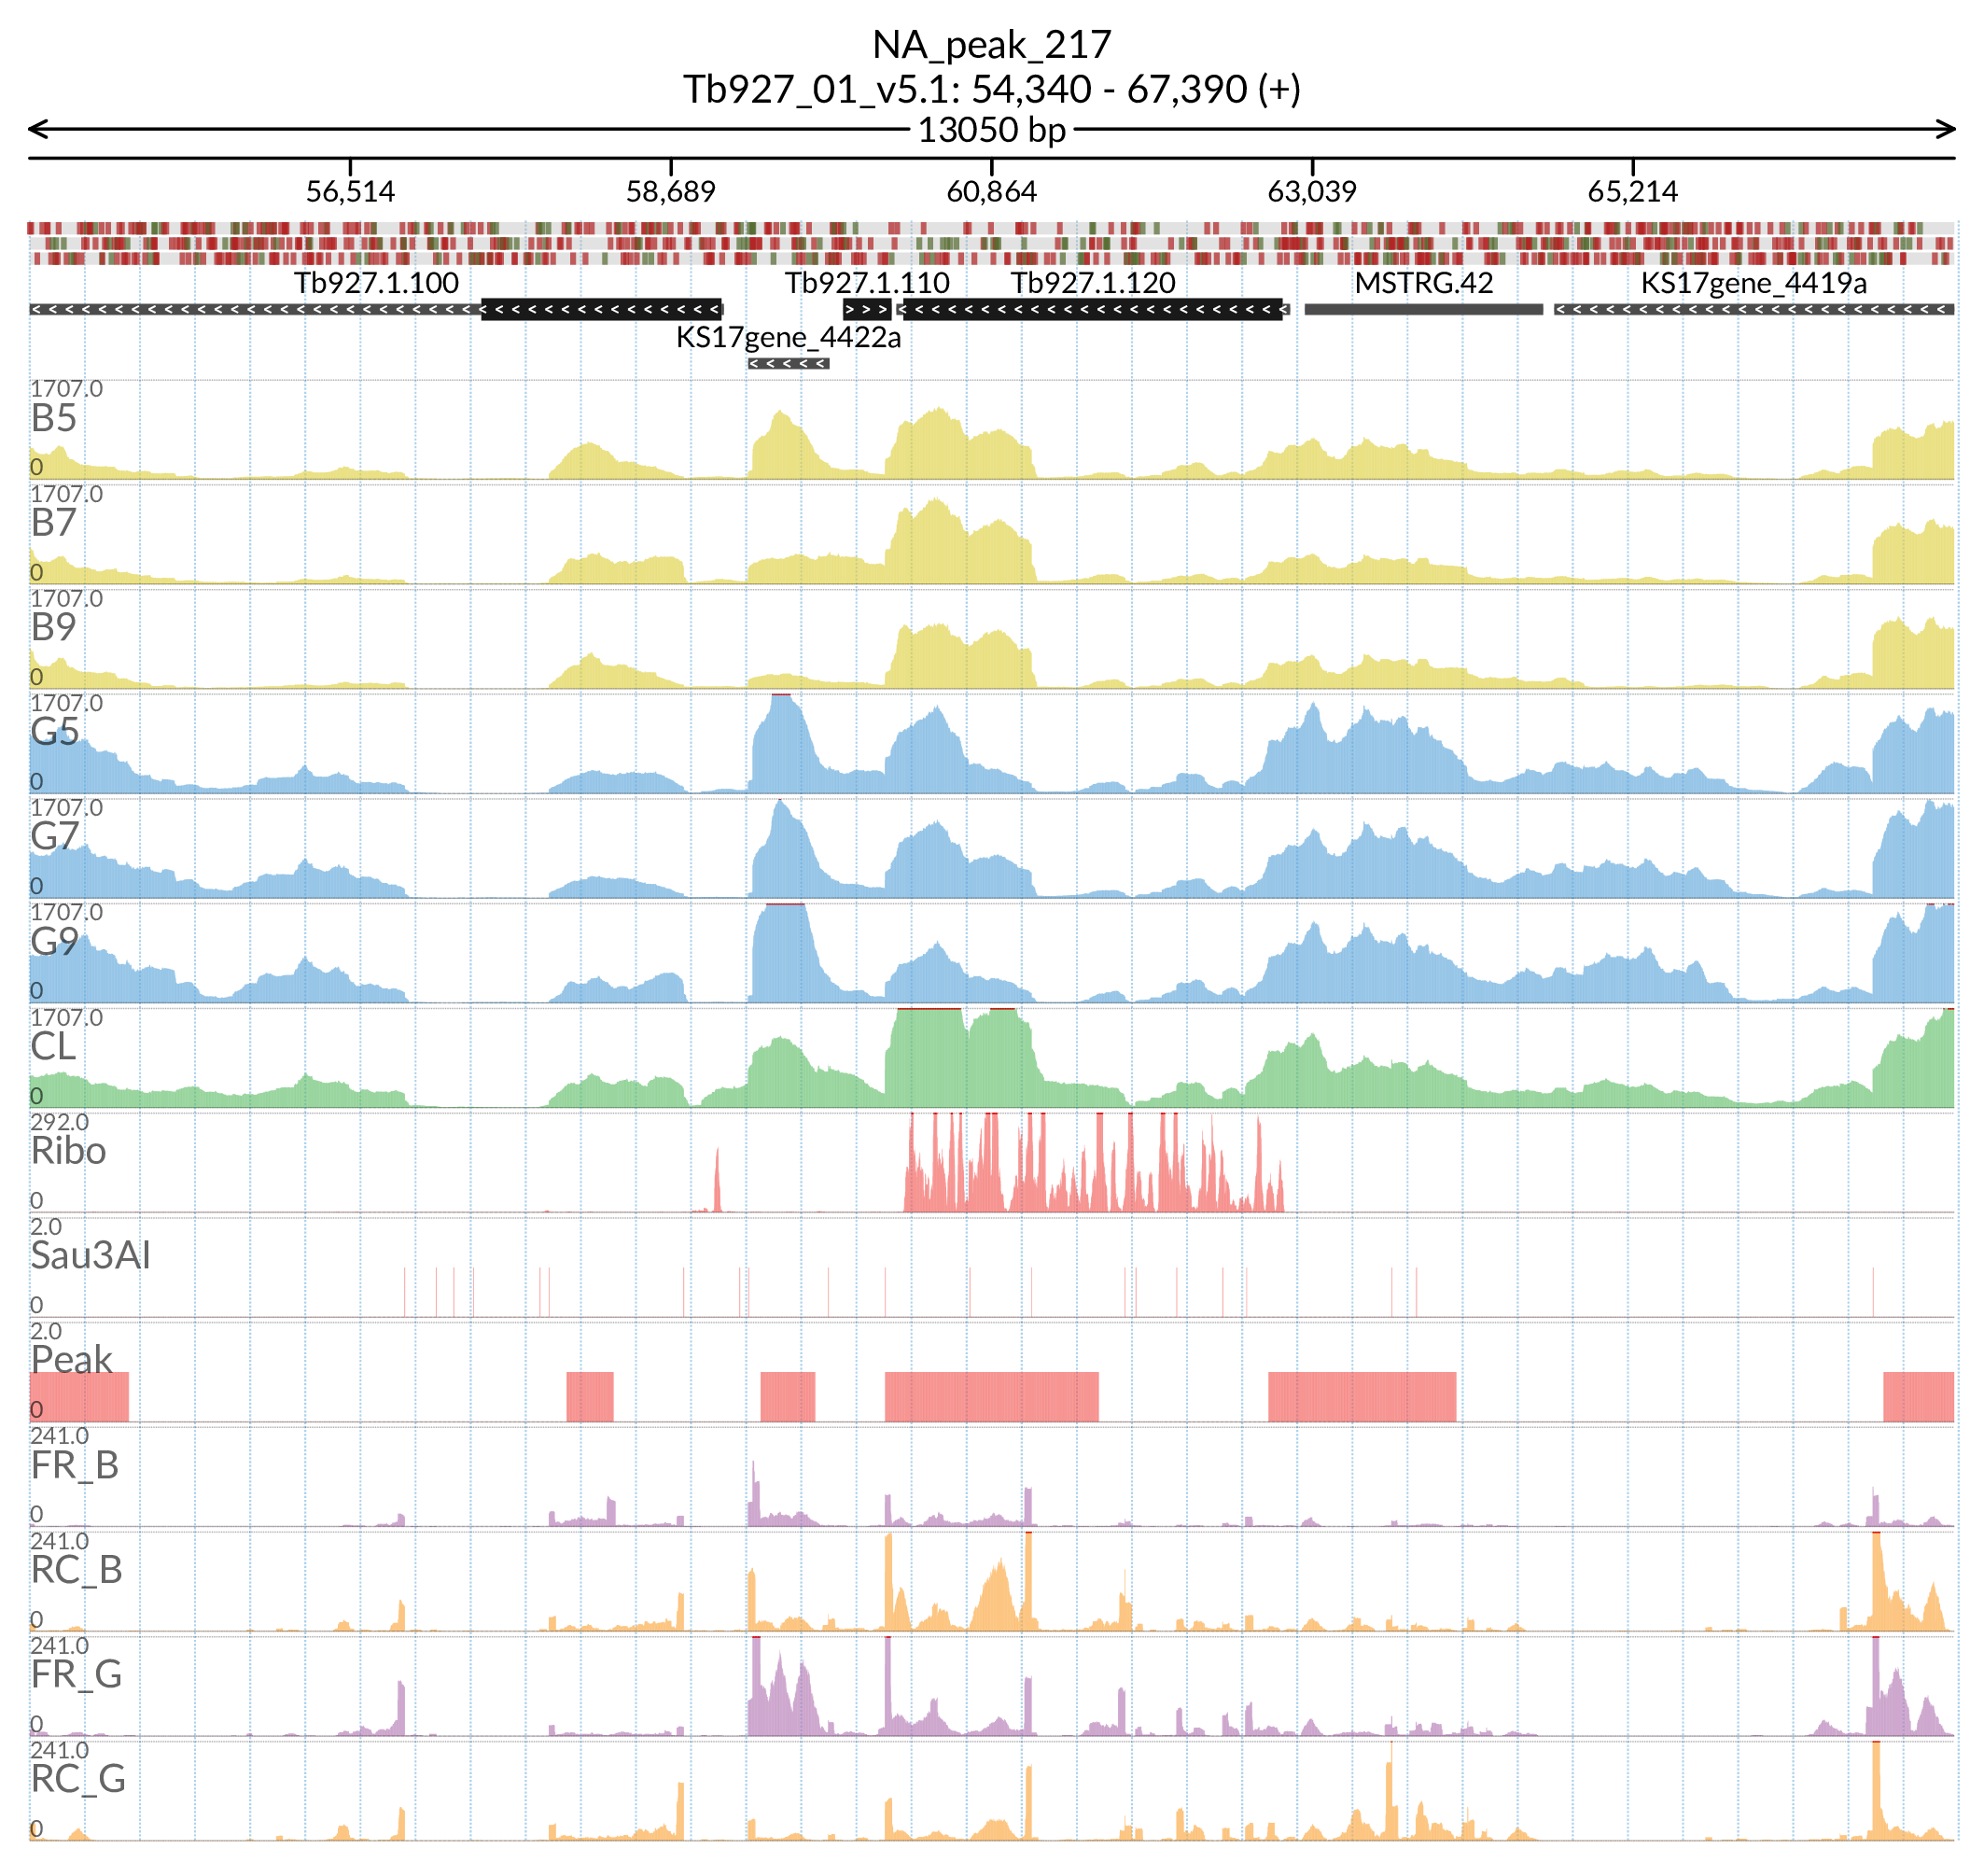 NA_peak_217
Tb927_01_v5.1: 54,340 - 67,390 (+)
13050 bp
56,514 58,689 60,864 63,039 65,214
Tb927.1.100 Tb927.1.110 Tb927.1.120 MSTRG.42 KS17gene_4419a
KS17gene_4422a
1707.0
B5
0
1707.0
B7
0
1707.0
B9
0
1707.0
G5
0
1707.0
G7
0
1707.0
G9
0
1707.0
CL
0
292.0
Ribo
0
2.0
Sau3AI
0
2.0
Peak
0
241.0
FR_B
0
241.0
RC_B
0
241.0
FR_G
0
241.0
RC_G
0